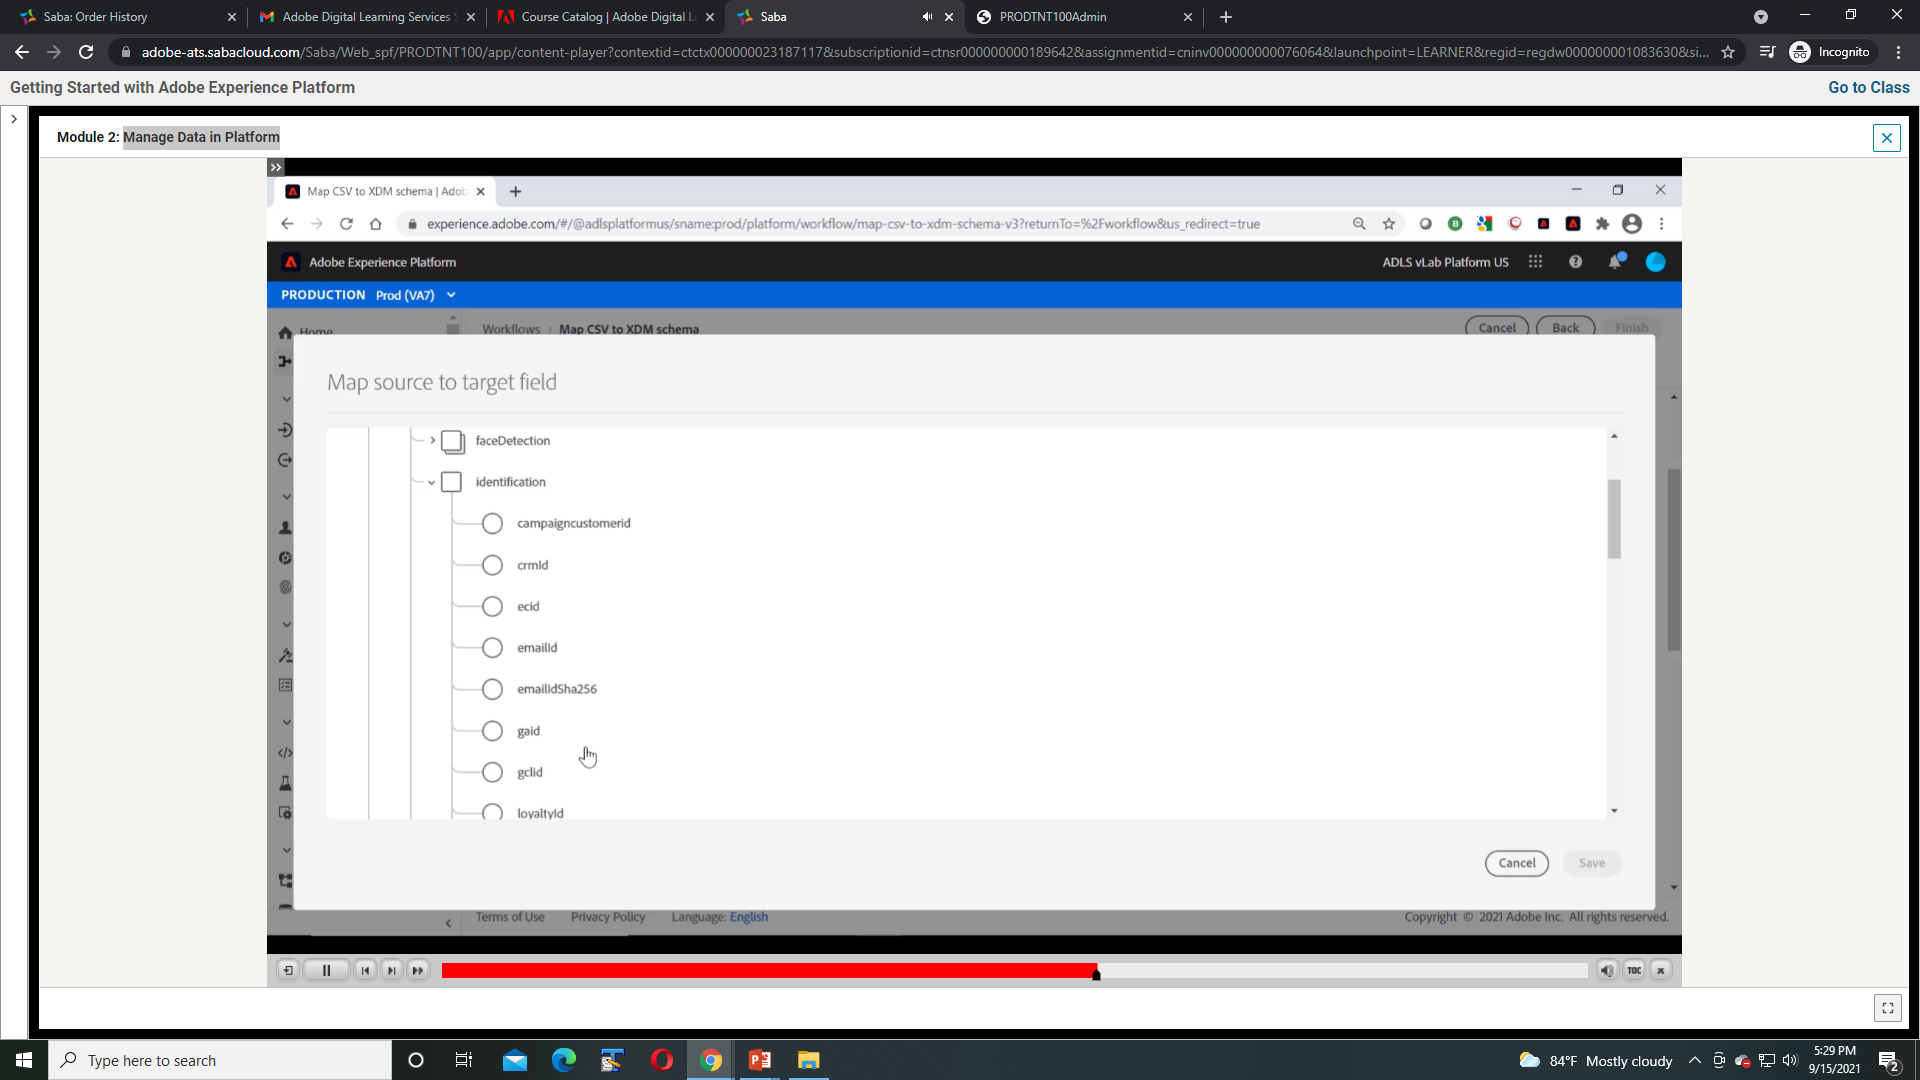 Saba: Order History
Adobe Digital Learning Services
Course Catalog | Adobe Digital L
Saba
PRODTNT100Admin
adobe-ats.sabacloud.com/Saba/Web_spf/PRODTNT100/app/content-player?contextid=ctctx000000023187117&subscriptionid=ctnsr000000000189642&assignmentid=cninv000000000076064&launchpoint=LEARNER&regid=regdw000000001083630&si...
Incognito
Getting Started with Adobe Experience Platform
Go to Class
Module 2: Manage Data in Platform
Map CSV to XDM schema | Adob
experience.adobe.com/#/@adlsplatformus/sname:prod/platform/workflow/map-csv-to-xdm-schema-v3?returnTo=%2Fworkflow&us_redirect=true
Adobe Experience Platform
ADLS vLab Platform US
PRODUCTION Prod (VA7)
Home
Workflows > Map CSV to XDM schema
Cancel
Back
Finish
Map source to target field
faceDetection
identification
campaigncustomerid
crmId
ecid
emailId
emailIdSha256
gaid
gclid
loyaltyId
Cancel
Save
Terms of Use
Privacy Policy
Language: English
Copyright © 2021 Adobe Inc. All rights reserved.
TOC
Type here to search
84°F Mostly cloudy
5:29 PM
9/15/2021
2